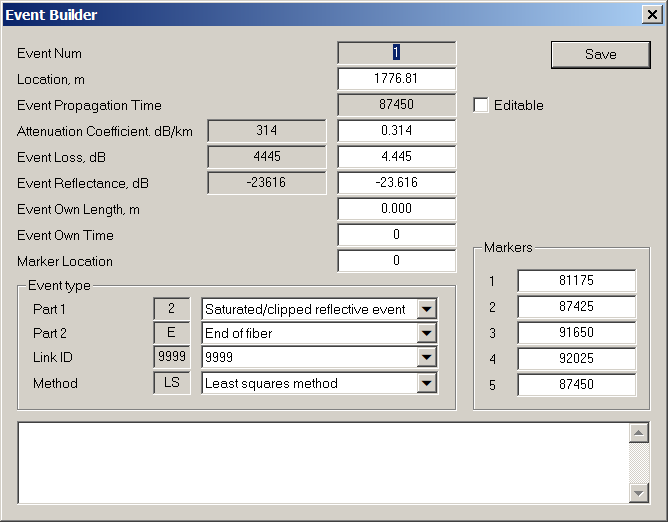 Event Builder
Event Num 1 Save
Location, m 1776.81
Event Propagation Time 87450 Editable
Attenuation Coefficient. dB/km 314 0.314
Event Loss, dB 4445 4.445
Event Reflectance, dB -23616 -23.616
Event Own Length, m 0.000
Event Own Time 0
Marker Location 0
Event type
Part 1 2 Saturated/clipped reflective event
Part 2 E End of fiber
Link ID 9999 9999
Method LS Least squares method
Markers
1 81175
2 87425
3 91650
4 92025
5 87450